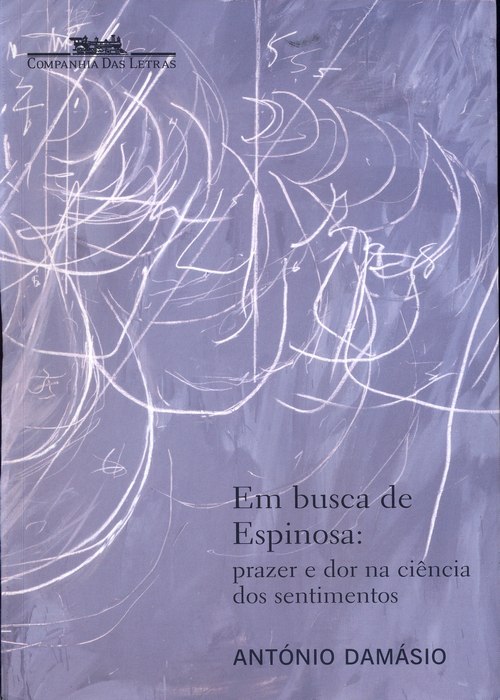 COMPANHIA DAS LETRAS
Em busca de
Espinosa:
prazer e dor na ciência
dos sentimentos
ANTÓNIO DAMÁSIO